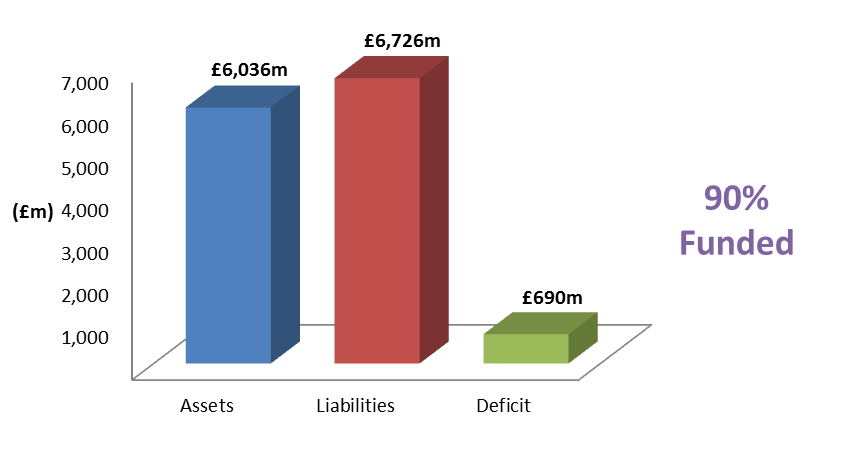 £6,726m
£6,036m
7,000
6,000
5,000
(£m) 4,000
3,000
2,000
1,000
£690m
90%
Funded
Assets Liabilities Deficit